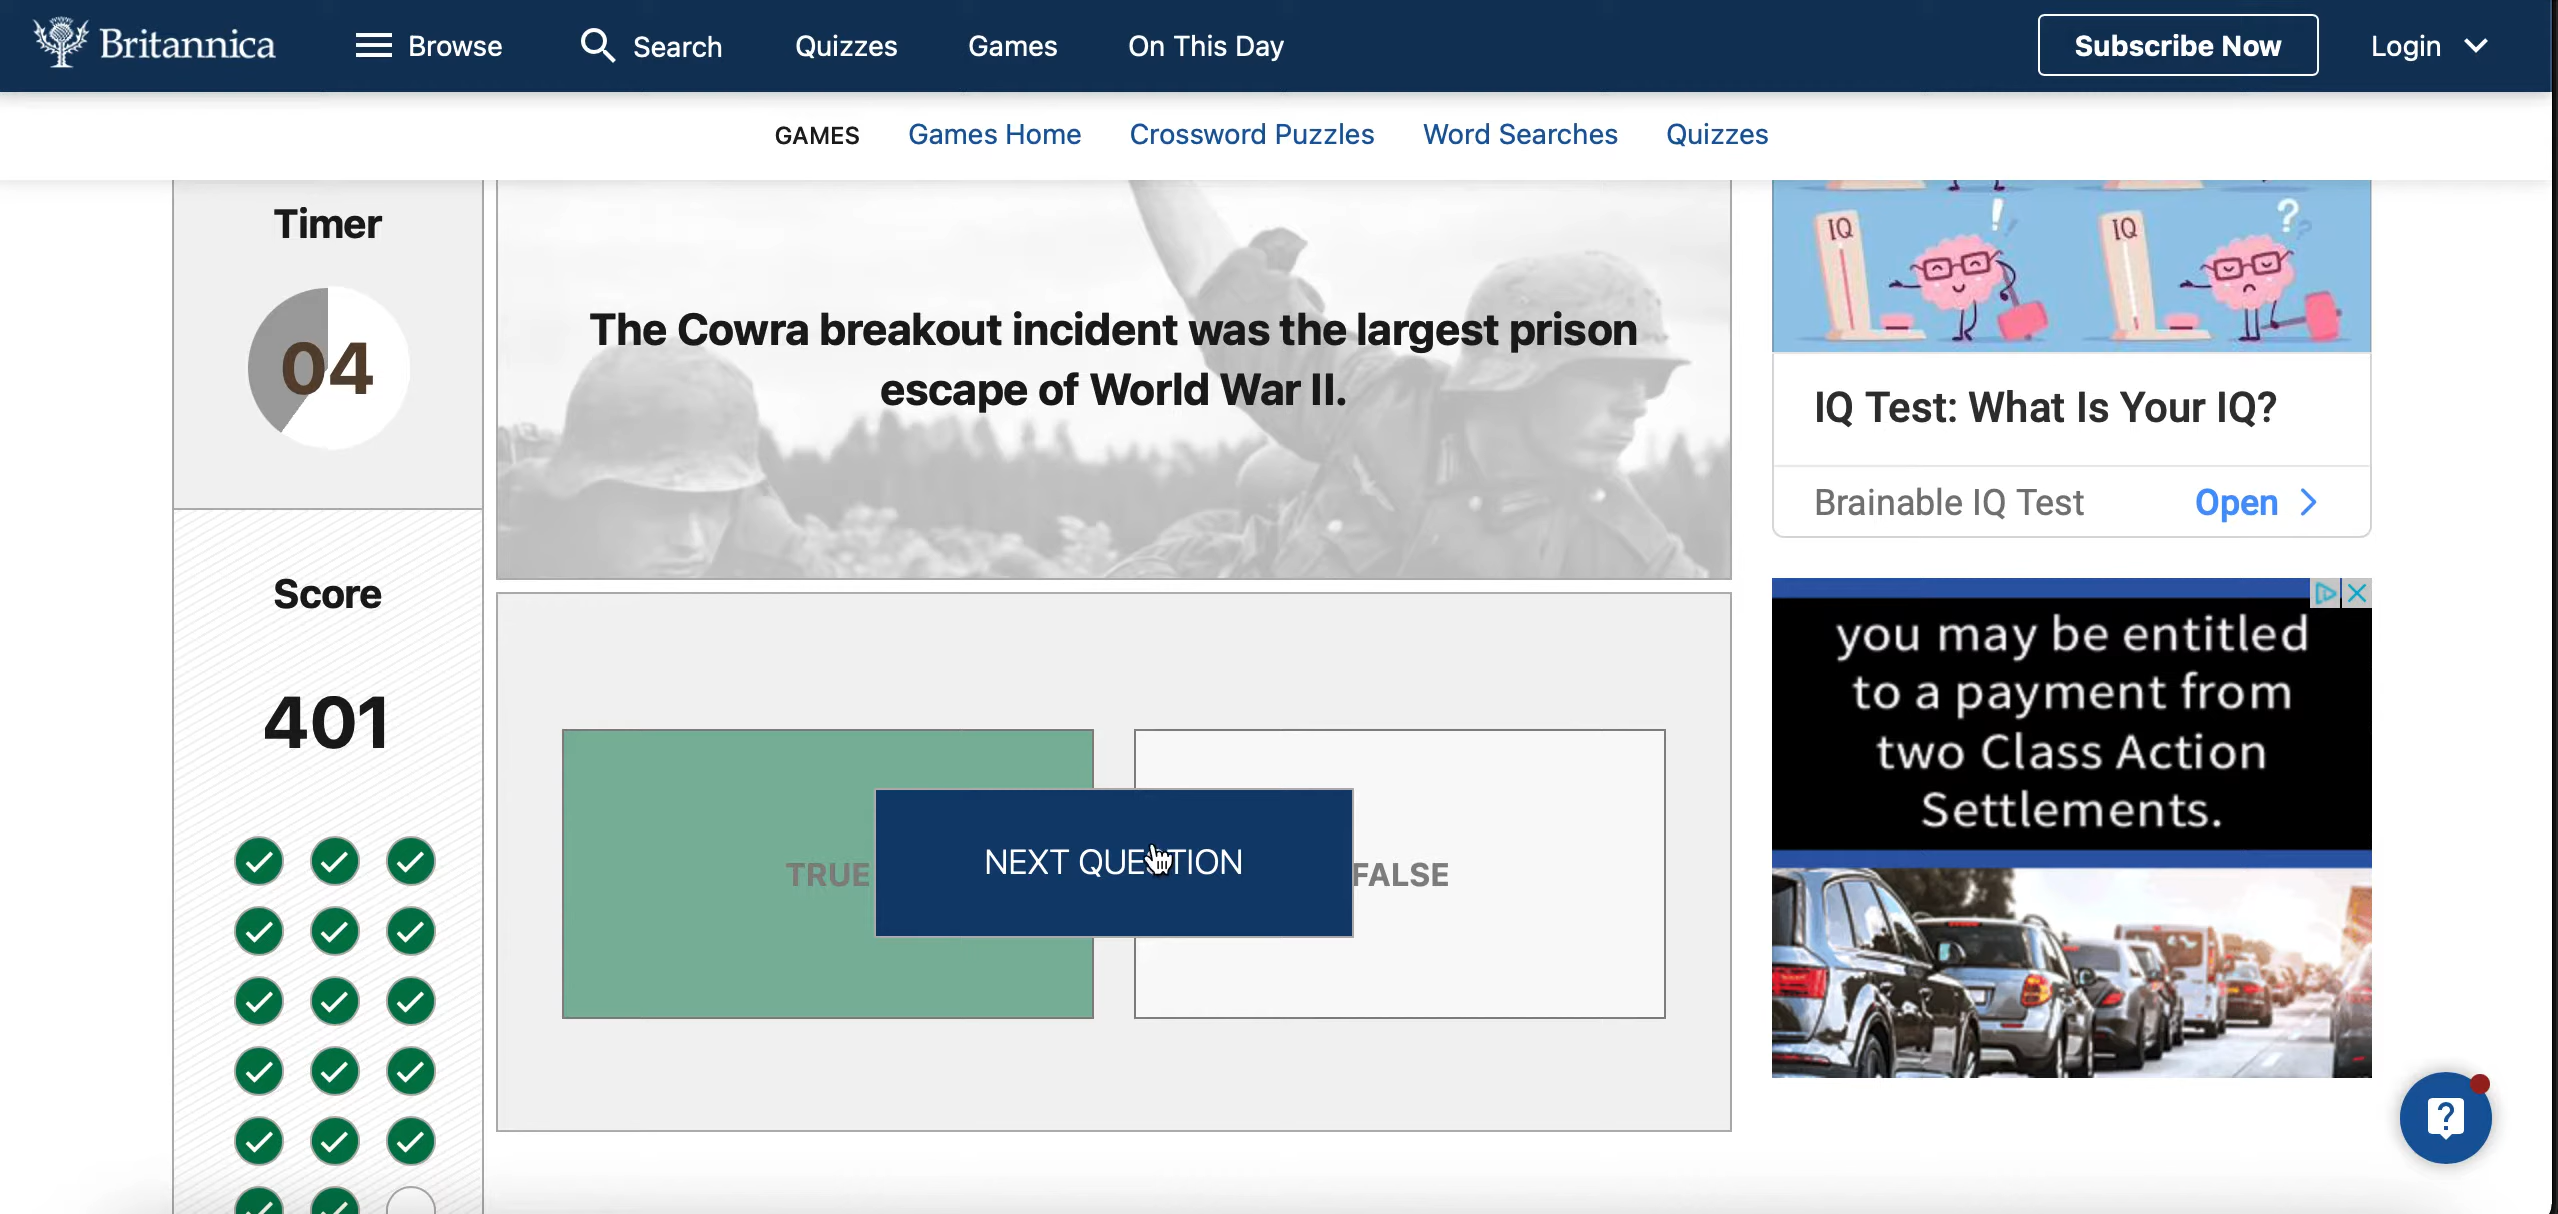 Britannica
Browse
Search
Quizzes
Games
On This Day
Subscribe Now
Login
GAMES
Games Home
Crossword Puzzles
Word Searches
Quizzes
Timer
04
The Cowra breakout incident was the largest prison
escape of World War II.
Score
401
TRUE
NEXT QUESTION
FALSE
IQ
!
IQ
?
?
IQ Test: What Is Your IQ?
Brainable IQ Test
Open
you may be entitled
to a payment from
two Class Action
Settlements.
?